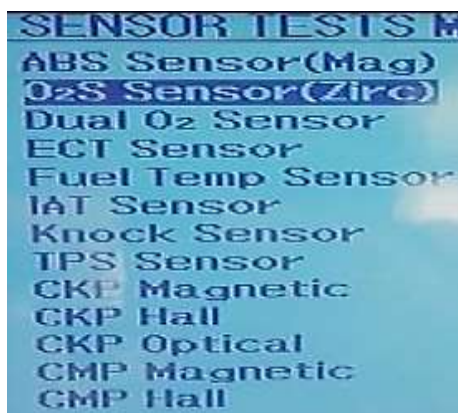 SENSOR TESTS M
ABS Sensor(Mag)
O2S Sensor(Zirc)
Dual O2 Sensor
ECT Sensor
Fuel Temp Sensor
IAT Sensor
Knock Sensor
TPS Sensor
CKP Magnetic
CKP Hall
CKP Optical
CMP Magnetic
CMP Hall